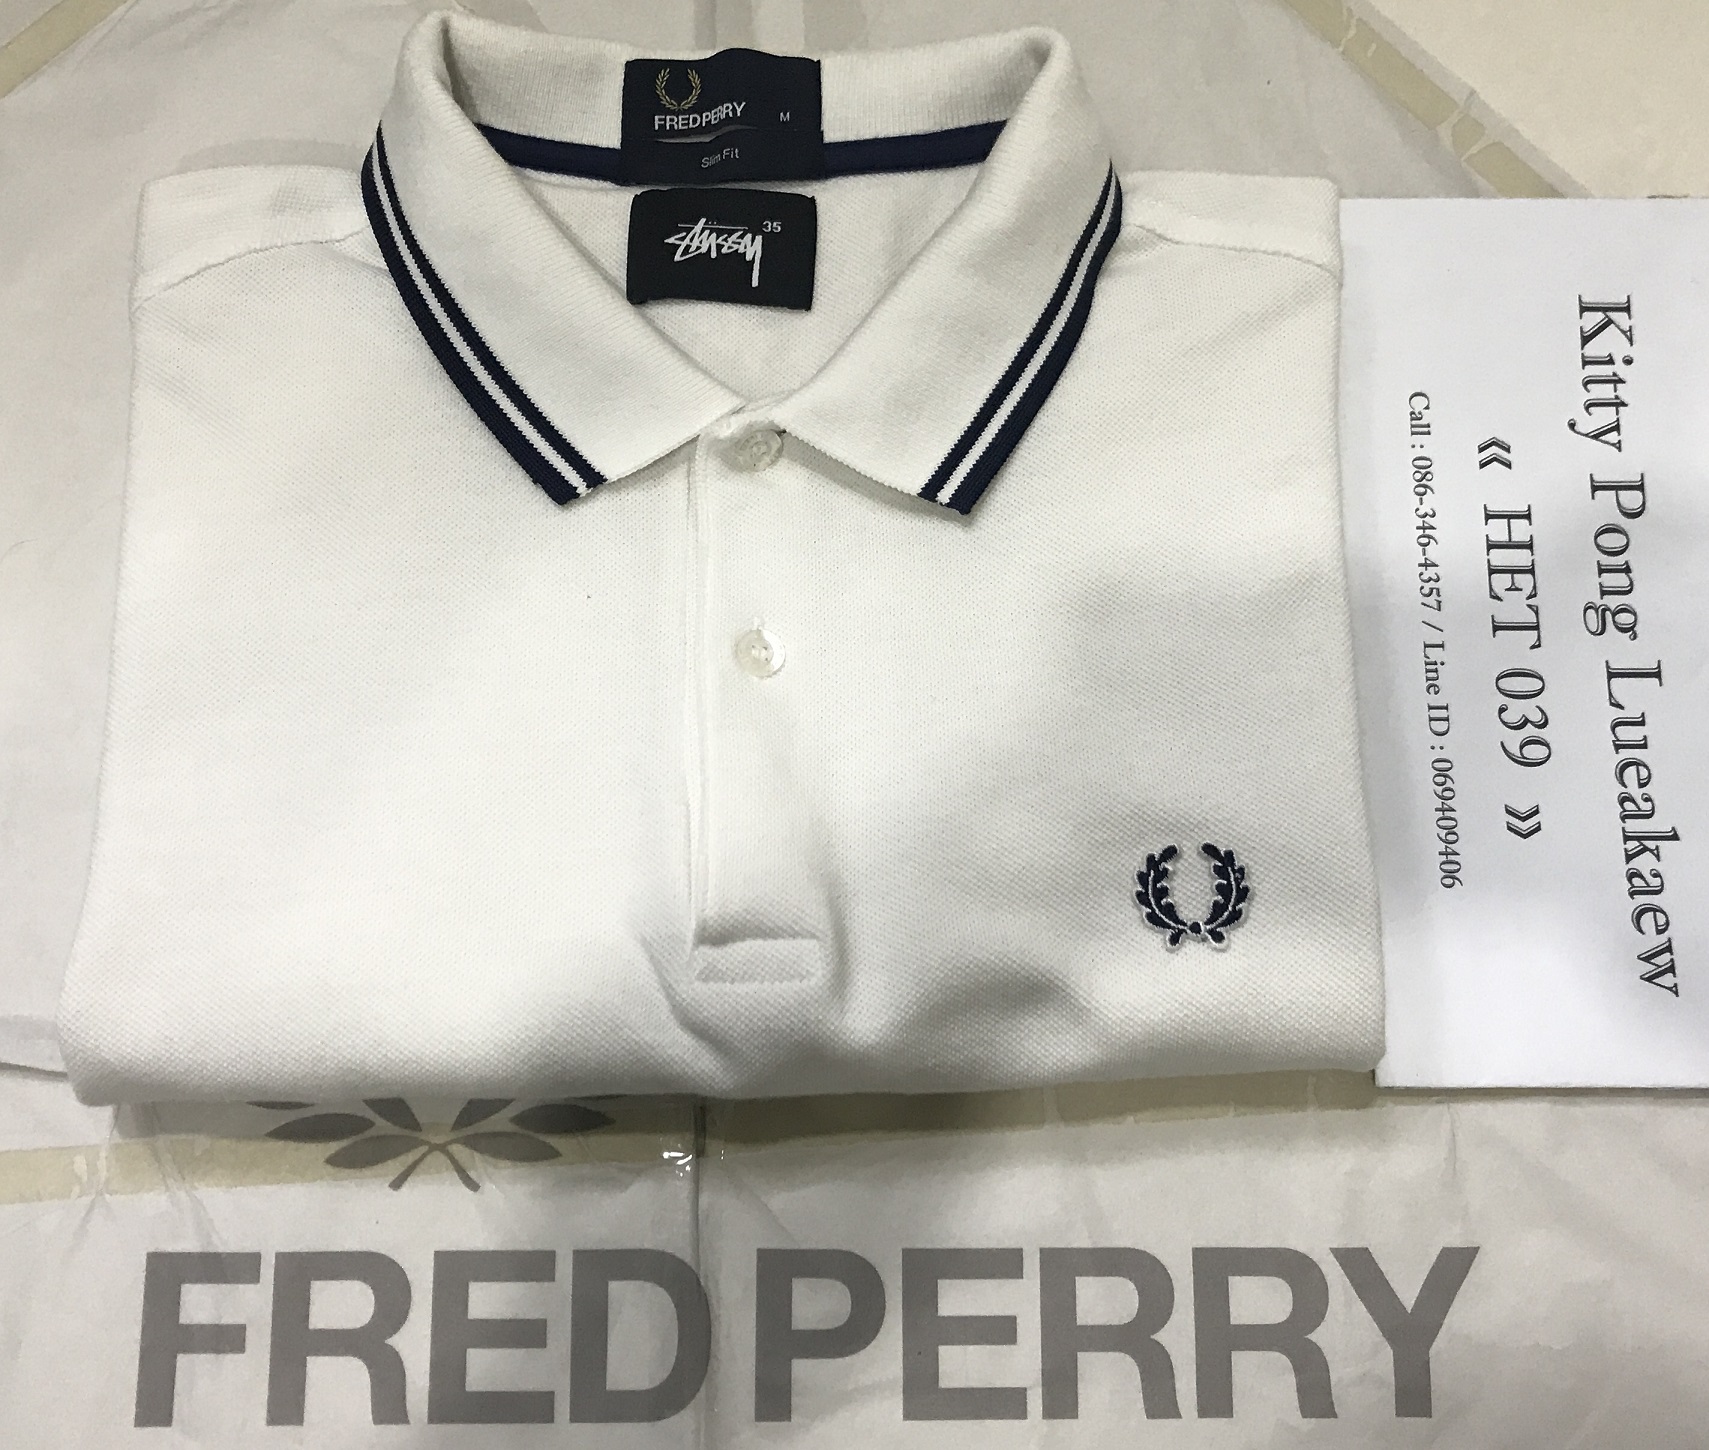 FRED PERRY
M
Slim Fit
stüssy 35
Kitty Pong Lueakaew
« HET 039 »
Call : 086-346-4357 / Line ID : 069409406
FRED PERRY